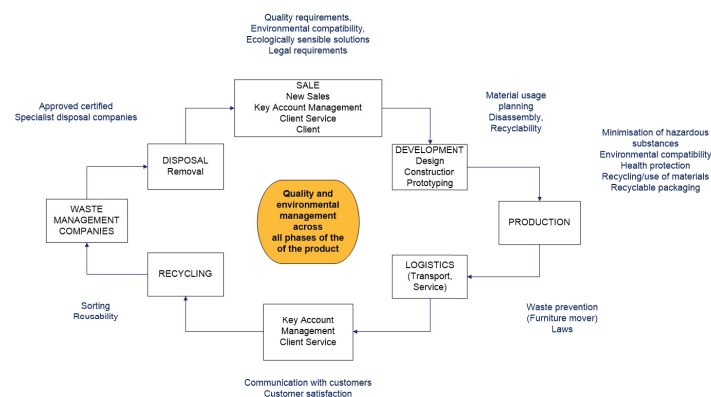 Quality requirements,
Environmental compatibility,
Ecologically sensible solutions
Legal requirements
SALE
New Sales
Key Account Management
Client Service
Client
Material usage
planning
Disassembly,
Recyclability
DEVELOPMENT
Design
Construction
Prototyping
Minimisation of hazardous
substances
Environmental compatibility
Health protection
Recycling/use of materials
Recyclable packaging
PRODUCTION
LOGISTICS
(Transport,
Service)
Waste prevention
(Furniture mover)
Laws
Key Account
Management
Client Service
Communication with customers
Customer satisfaction
RECYCLING
Sorting
Reusability
WASTE
MANAGEMENT
COMPANIES
DISPOSAL
Removal
Approved certified
Specialist disposal companies
Quality and
environmental
management
across
all phases of the
of the product